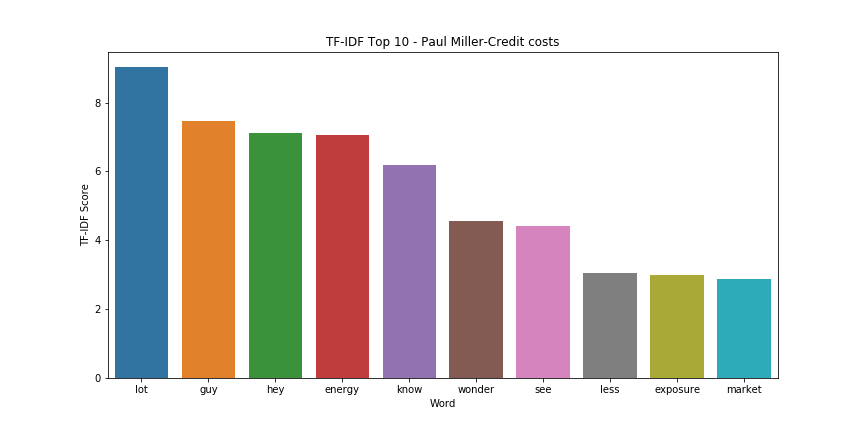 TF-IDF Top 10 - Paul Miller-Credit costs
8
6
4
2
0
TF-IDF Score
lot guy hey energy know wonder see less exposure market
Word